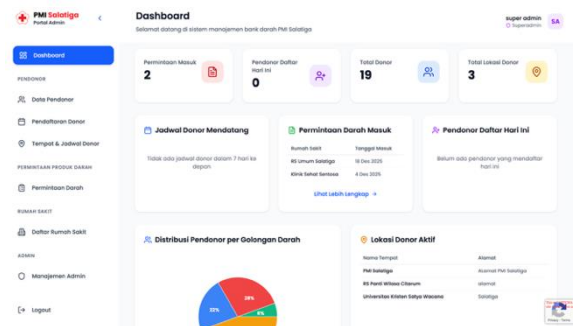 PMI Salatiga
Portal Admin
Dashboard
Selamat datang di sistem manajemen bank darah PMI Salatiga
super admin
Superadmin
SA
Dashboard
PENDONOR
Data Pendonor
Pendaftaran Donor
Tempat & Jadwal Donor
PERMINTAAN PRODUK DARAH
Permintaan Darah
RUMAH SAKIT
Daftar Rumah Sakit
ADMIN
Manajemen Admin
Logout
Permintaan Masuk
2
Pendonor Daftar
Hari Ini
0
Total Donor
19
Total Lokasi Donor
3
Jadwal Donor Mendatang
Tidak ada jadwal donor dalam 7 hari ke
depan.
Permintaan Darah Masuk
Rumah Sakit Tanggal Masuk
RS Umum Salatiga 18 Des 2025
Klinik Sehat Sentosa 4 Des 2025
Lihat Lebih Lengkap →
Pendonor Daftar Hari Ini
Belum ada pendonor yang mendaftar
hari ini
Distribusi Pendonor per Golongan Darah
22%
28%
6%
Lokasi Donor Aktif
Nama Tempat Alamat
PMI Salatiga Alamat PMI Salatiga
RS Panti Wilasa Citarum alamat
Universitas Kristen Satya Wacana Salatiga